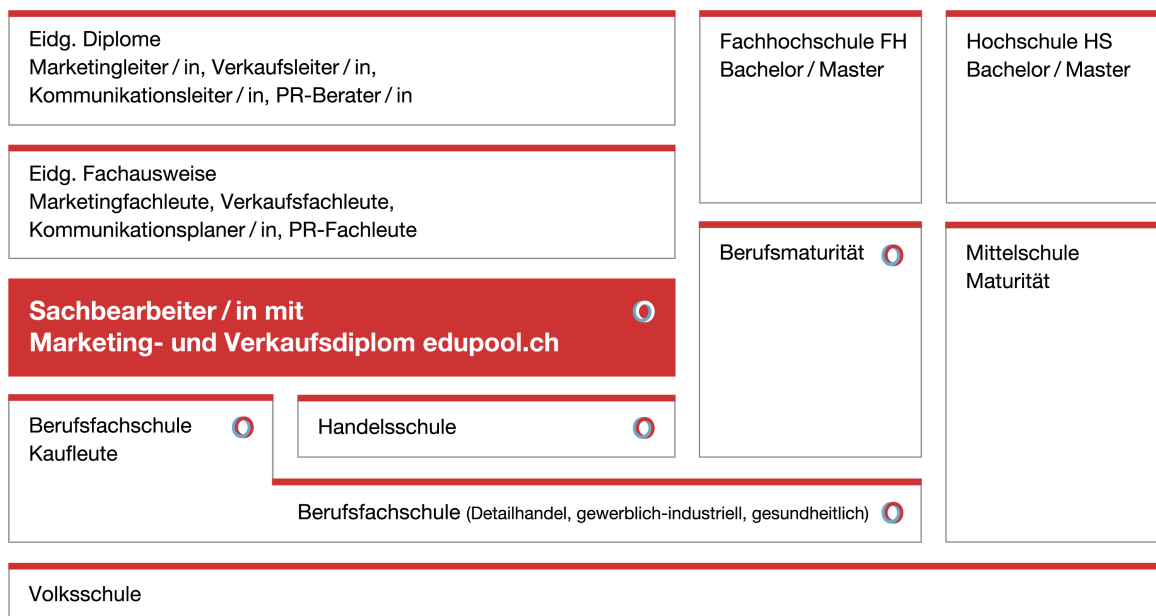 Eidg. Diplome
Marketingleiter / in, Verkaufsleiter / in,
Kommunikationsleiter / in, PR-Berater / in
Fachhochschule FH
Bachelor / Master
Hochschule HS
Bachelor / Master
Eidg. Fachausweise
Marketingfachleute, Verkaufsfachleute,
Kommunikationsplaner / in, PR-Fachleute
Berufsmaturität
Mittelschule
Maturität
Sachbearbeiter / in mit
Marketing- und Verkaufsdiplom edupool.ch
Berufsfachschule
Kaufleute
Handelsschule
Berufsfachschule (Detailhandel, gewerblich-industriell, gesundheitlich)
Volksschule